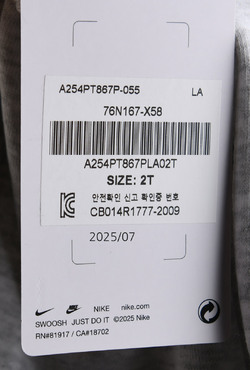 A254PT867P-055 LA
76N167-X58
A254PT867PLA02T
SIZE: 2T
안전확인 신고 확인증 번호
CB014R1777-2009
2025/07
NIKE nike.com
SWOOSH JUST DO IT ©2025 Nike
RN#81917 / CA#18702